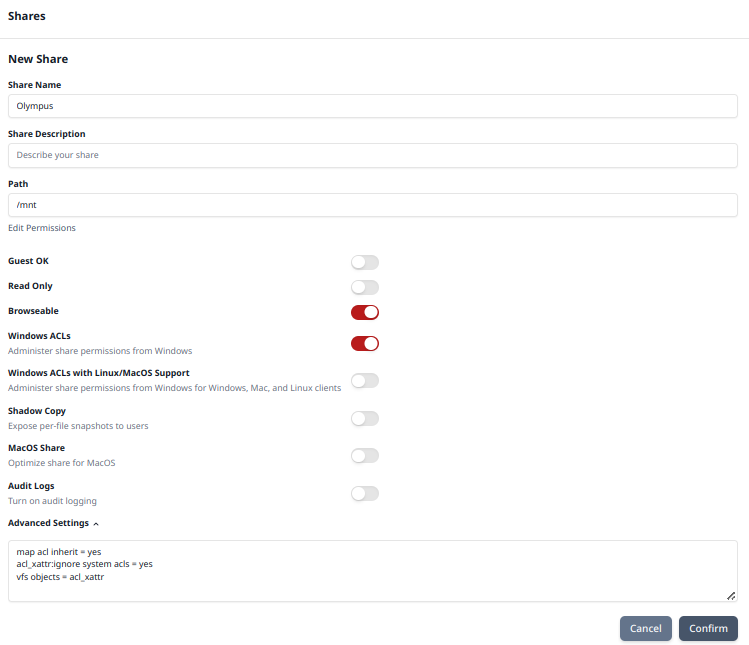 Shares
New Share
Share Name
Olympus
Share Description
Describe your share
Path
/mnt
Edit Permissions
Guest OK
Read Only
Browseable
Windows ACLs
Administer share permissions from Windows
Windows ACLs with Linux/MacOS Support
Administer share permissions from Windows for Windows, Mac, and Linux clients
Shadow Copy
Expose per-file snapshots to users
MacOS Share
Optimize share for MacOS
Audit Logs
Turn on audit logging
Advanced Settings
map acl inherit = yes
acl_xattr:ignore system acls = yes
vfs objects = acl_xattr
Cancel Confirm